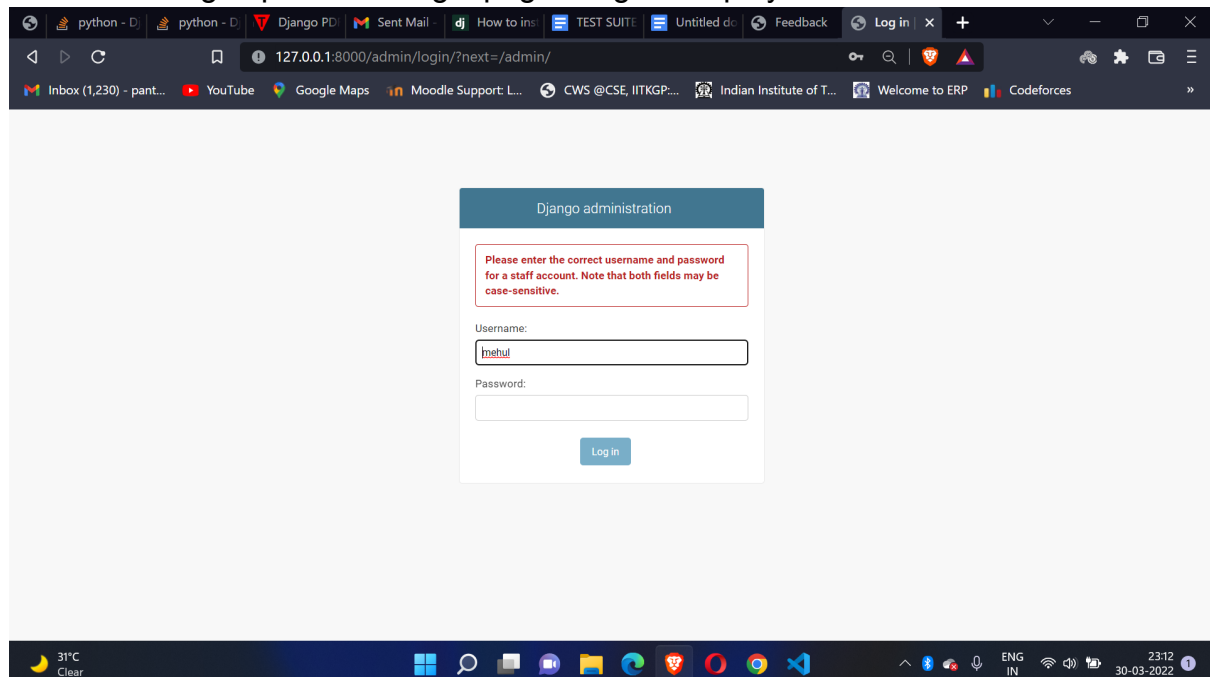 python - Dj
python - D
Django PD
Sent Mail -
How to ins
TEST SUITE
Untitled do
Feedback
Log in |
127.0.0.1:8000/admin/login/?next=/admin/
Inbox (1,230) - pant...
YouTube
Google Maps
Moodle Support: L...
CWS @CSE, IITKGP:...
Indian Institute of T...
Welcome to ERP
Codeforces
»
Django administration
Please enter the correct username and password
for a staff account. Note that both fields may be
case-sensitive.
Username:
mehul
Password:
Log in
31°C
Clear
ENG
IN
23:12
30-03-2022
1